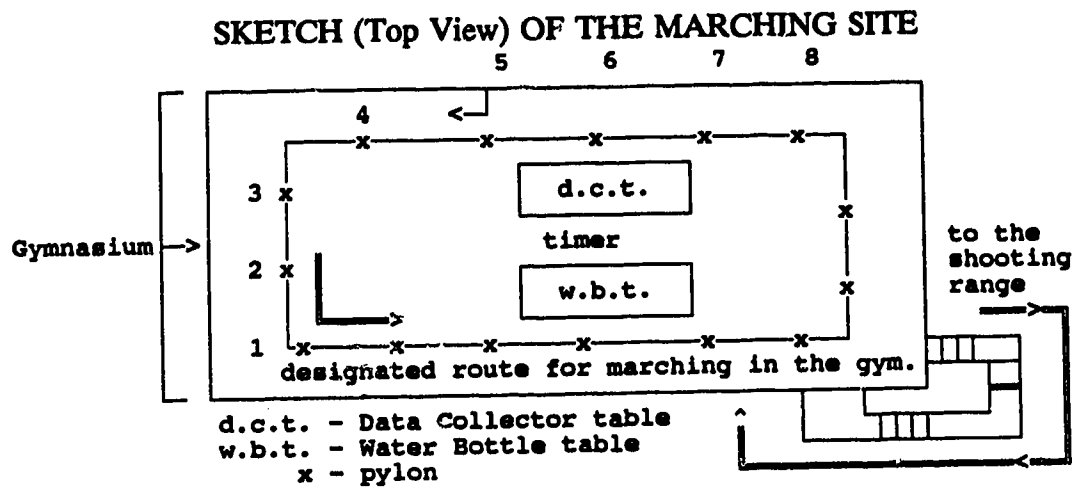 SKETCH (Top View) OF THE MARCHING SITE
5 6 7 8
4
x x x x x
3 x
d.c.t.
x
Gymnasium
timer
to the
shooting
range
2 x
w.b.t.
x
1 x x x x x x
designated route for marching in the gym.
d.c.t. - Data Collector table
w.b.t. - Water Bottle table
x - pylon